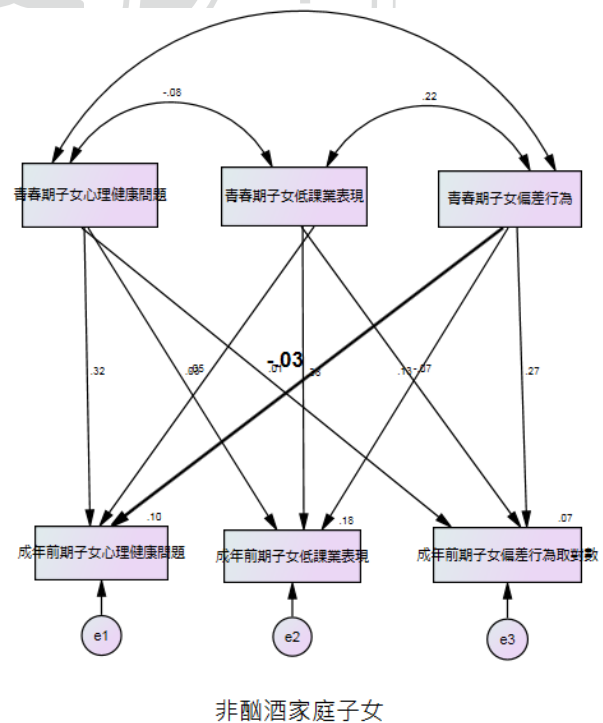 -.08
.22
青春期子女心理健康問題
青春期子女低課業表現
青春期子女偏差行為
-.03
.32
.05
.01
.13
-.07
.27
.10
.18
.07
成年前期子女心理健康問題
成年前期子女低課業表現
成年前期子女偏差行為取對數
e1
e2
e3
非酗酒家庭子女